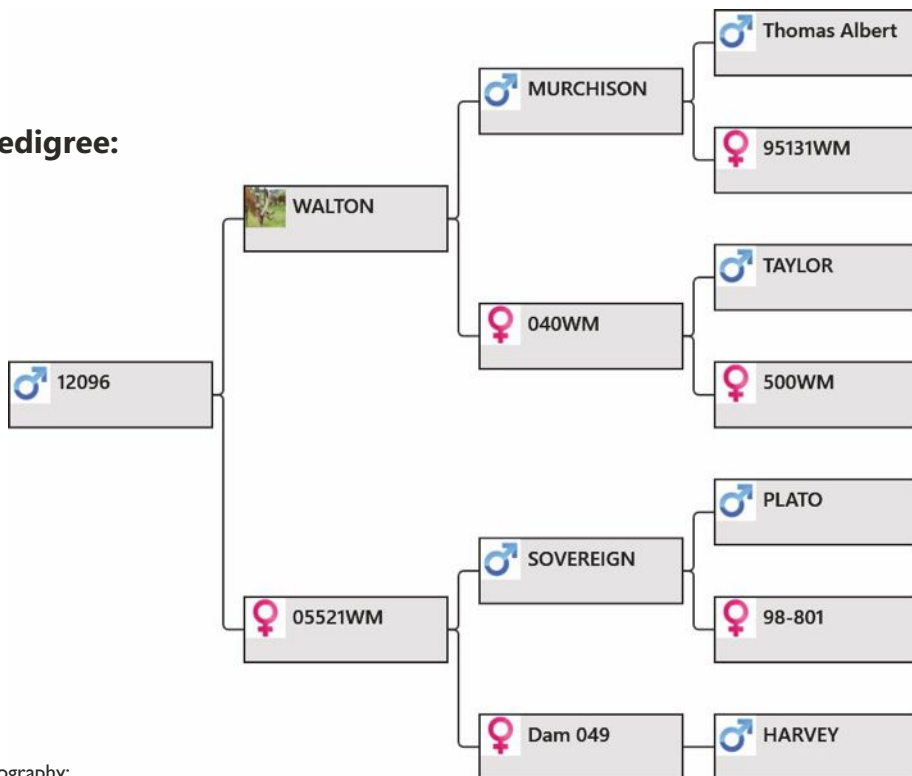 edigree:
12096
WALTON
05521WM
MURCHISON
040WM
SOVEREIGN
Dam 049
Thomas Albert
95131WM
TAYLOR
500WM
PLATO
98-801
HARVEY
ography: